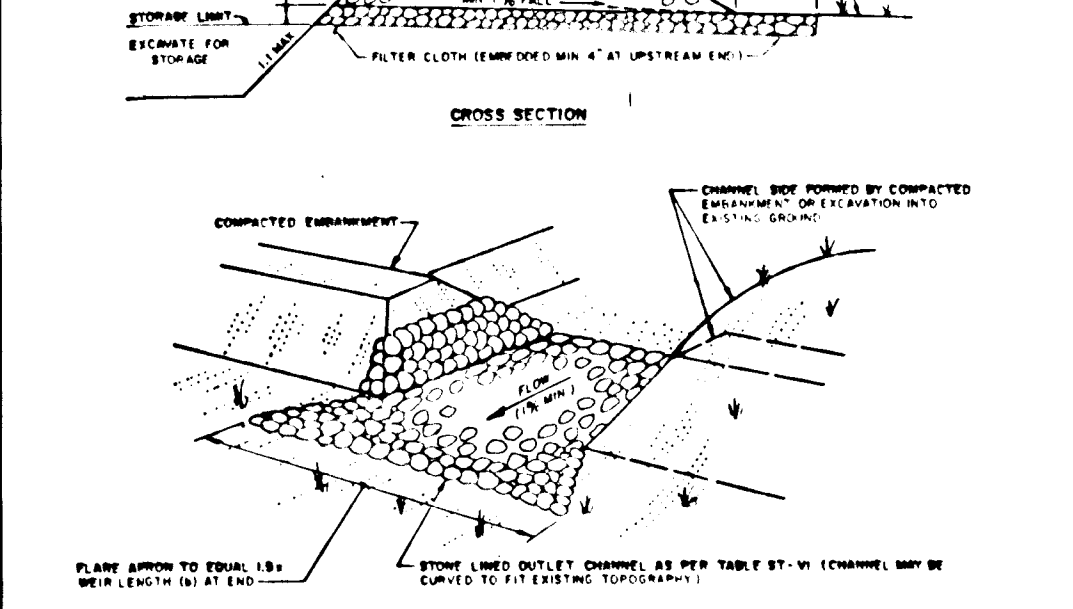 MIN 1 % FALL
STORAGE LIMIT
EXCAVATE FOR
STORAGE
1:1 MAX
FILTER CLOTH (EMBEDDED MIN 4" AT UPSTREAM END)
CROSS SECTION
CHANNEL SIDE FORMED BY COMPACTED
EMBANKMENT OR EXCAVATION INTO
EXISTING GROUND
COMPACTED EMBANKMENT
FLOW
(1% MIN.)
FLARE APRON TO EQUAL 1.5x
WEIR LENGTH (b) AT END
STONE LINED OUTLET CHANNEL AS PER TABLE ST-VI (CHANNEL MAY BE
CURVED TO FIT EXISTING TOPOGRAPHY)